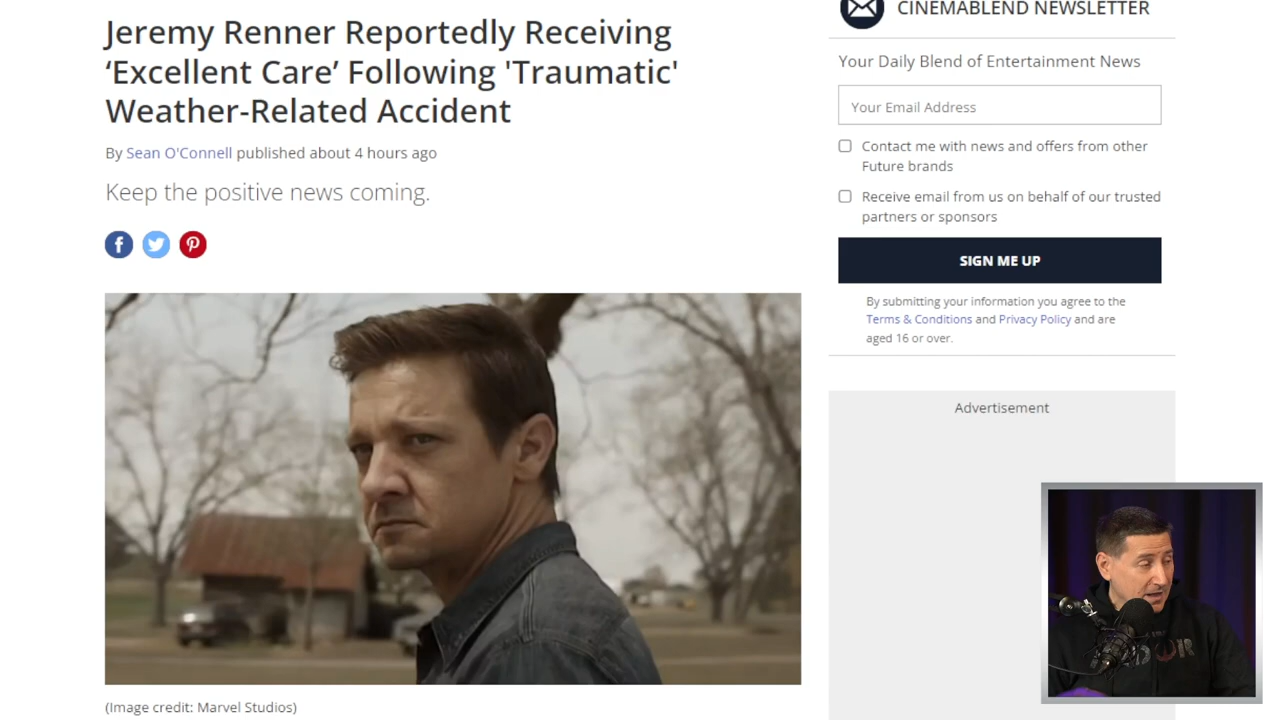 Jeremy Renner Reportedly Receiving
‘Excellent Care’ Following 'Traumatic'
Weather-Related Accident
By Sean O'Connell published about 4 hours ago
Keep the positive news coming.
(Image credit: Marvel Studios)
CINEMABLEND NEWSLETTER
Your Daily Blend of Entertainment News
Your Email Address
Contact me with news and offers from other
Future brands
Receive email from us on behalf of our trusted
partners or sponsors
SIGN ME UP
By submitting your information you agree to the
Terms & Conditions and Privacy Policy and are
aged 16 or over.
Advertisement